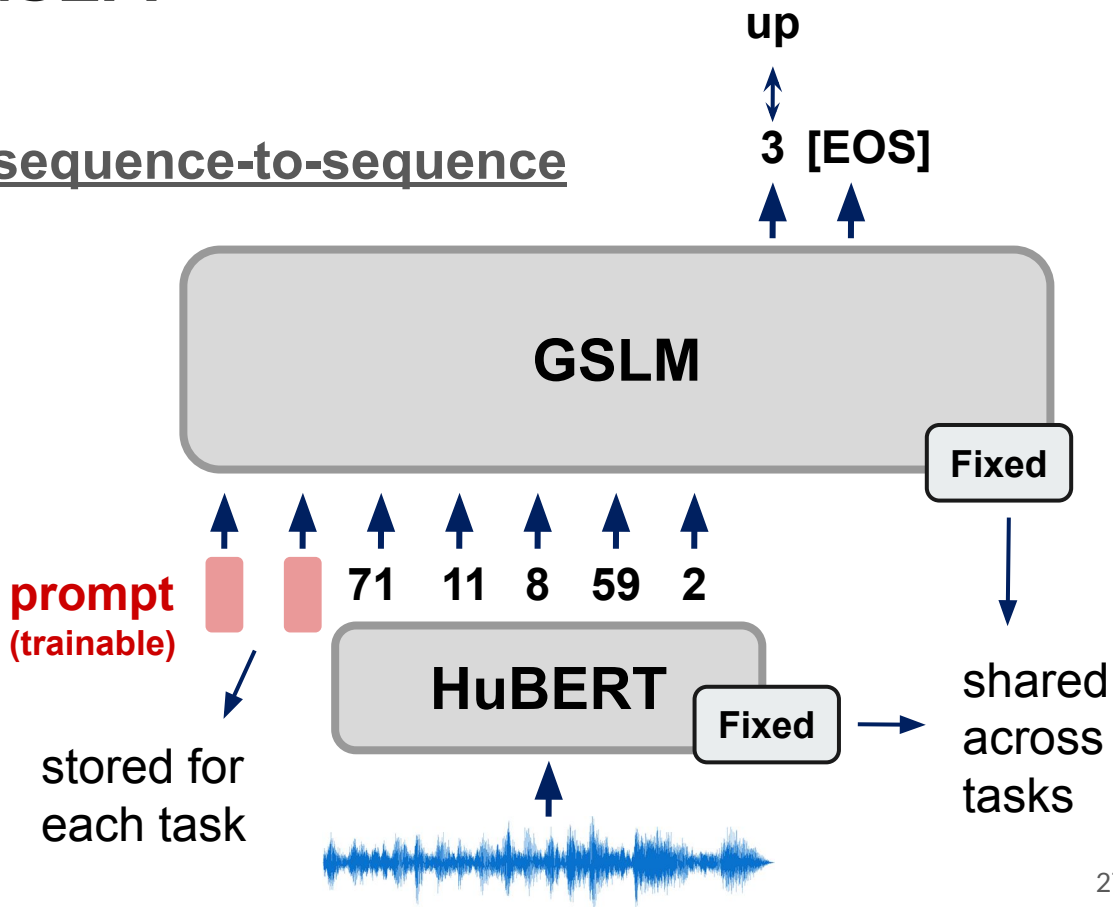 up
sequence-to-sequence
3 [EOS]
GSLM
Fixed
prompt
(trainable)
71 11 8 59 2
HuBERT
Fixed
stored for
each task
shared
across
tasks